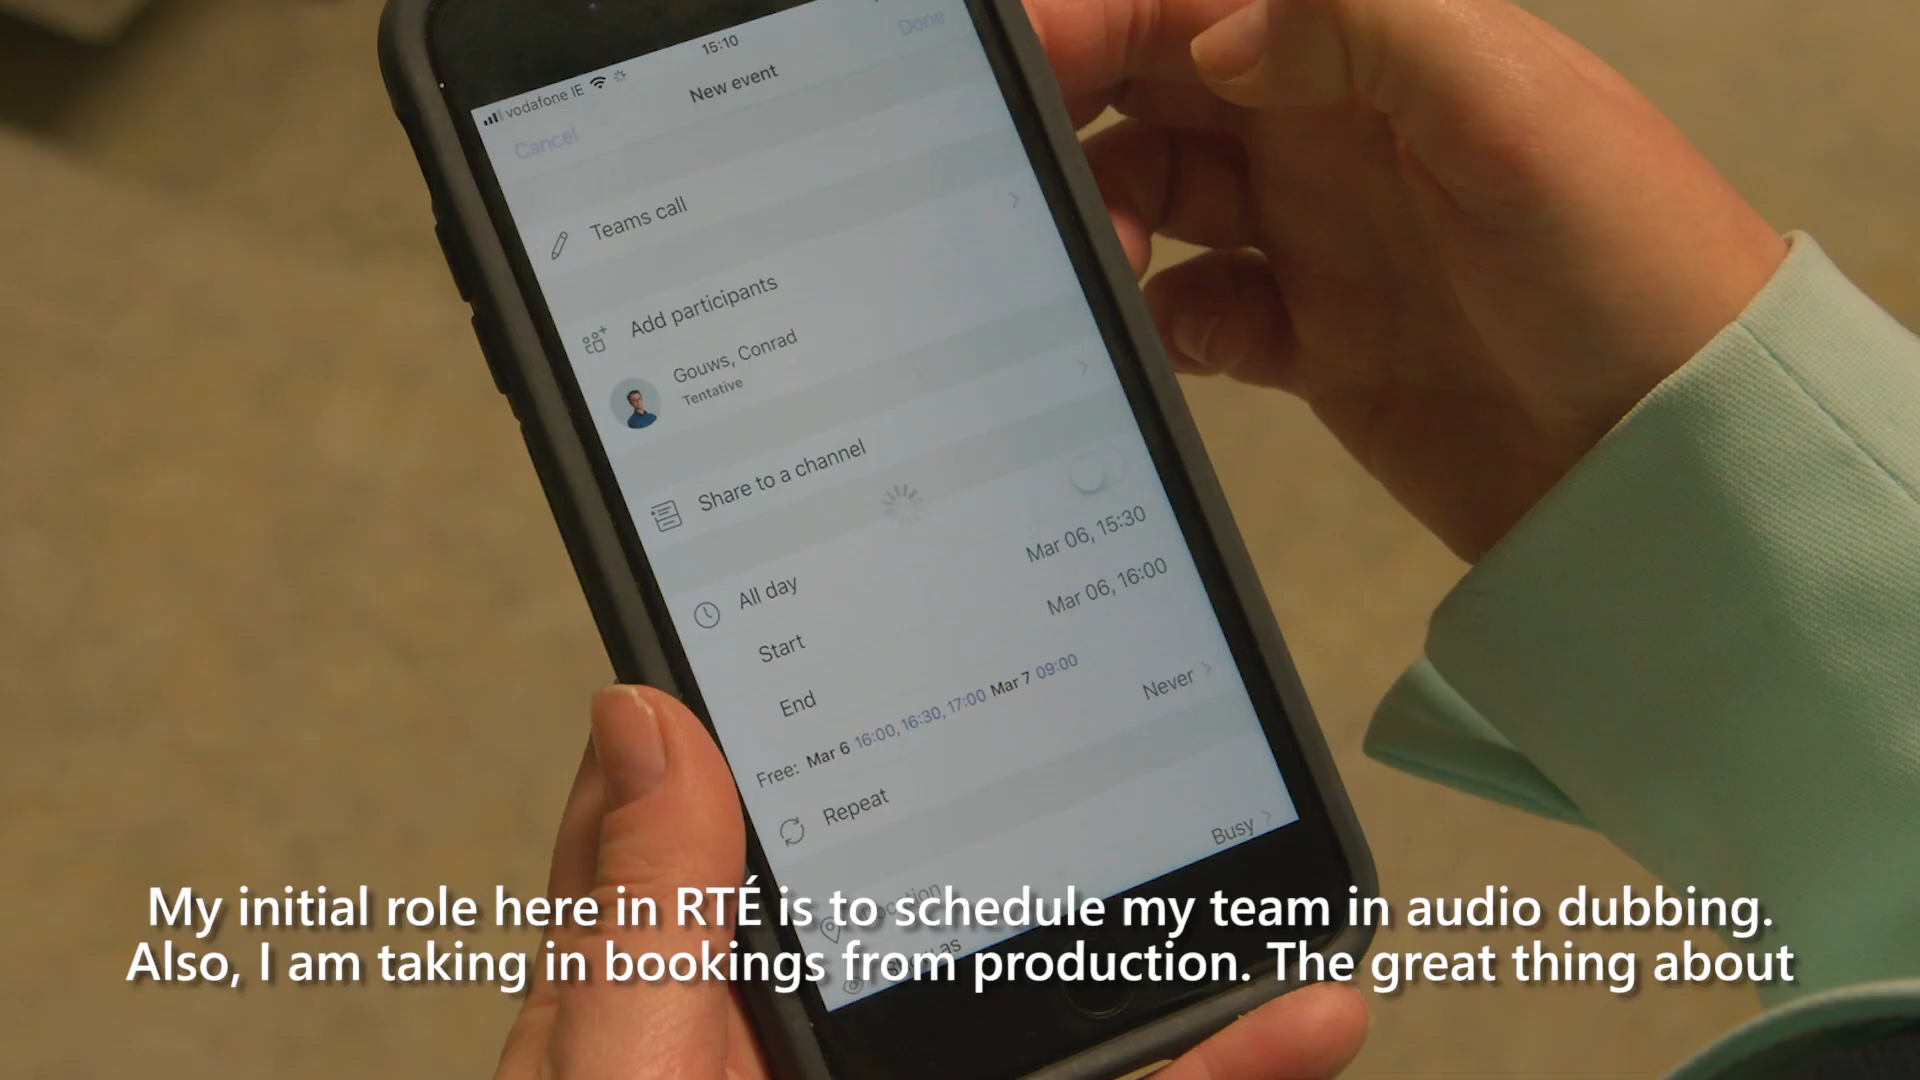 vodafone IE
15:10
Cancel
New event
Done
Teams call
Add participants
Gouws, Conrad
Tentative
Share to a channel
All day
Start
Mar 06, 15:30
End
Mar 06, 16:00
Free: Mar 6 16:00, 16:30, 17:00 Mar 7 09:00
Repeat
Never
Busy
My initial role here in RTÉ is to schedule my team in audio dubbing.
Also, I am taking in bookings from production. The great thing about